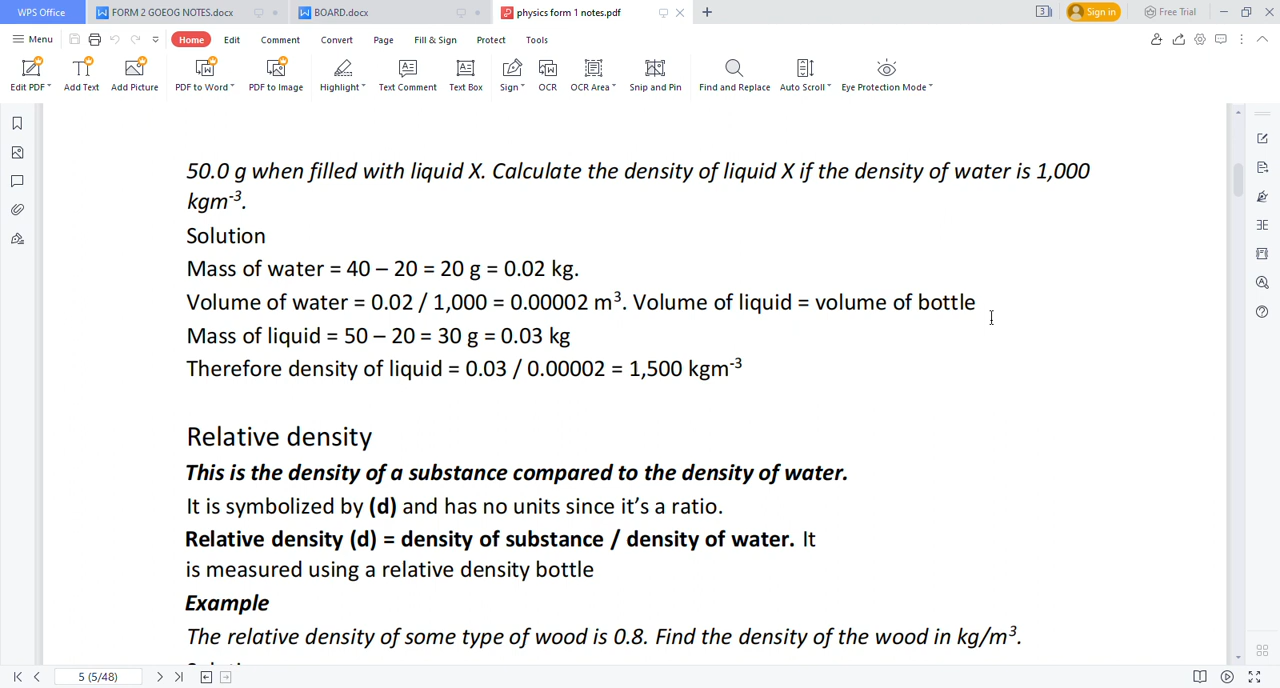 WPS Office FORM 2 GOEOG NOTES.docx BOARD.docx physics form 1 notes.pdf + 3 Sign in Free Trial
Menu Home Edit Comment Convert Page Fill & Sign Protect Tools
Edit PDF Add Text Add Picture PDF to Word PDF to Image Highlight Text Comment Text Box Sign OCR OCR Area Snip and Pin Find and Replace Auto Scroll Eye Protection Mode
50.0 g when filled with liquid X. Calculate the density of liquid X if the density of water is 1,000
kgm⁻³.
Solution
Mass of water = 40 – 20 = 20 g = 0.02 kg.
Volume of water = 0.02 / 1,000 = 0.00002 m³. Volume of liquid = volume of bottle
Mass of liquid = 50 – 20 = 30 g = 0.03 kg
Therefore density of liquid = 0.03 / 0.00002 = 1,500 kgm⁻³
Relative density
This is the density of a substance compared to the density of water.
It is symbolized by (d) and has no units since it’s a ratio.
Relative density (d) = density of substance / density of water. It
is measured using a relative density bottle
Example
The relative density of some type of wood is 0.8. Find the density of the wood in kg/m³.
5 (5/48)